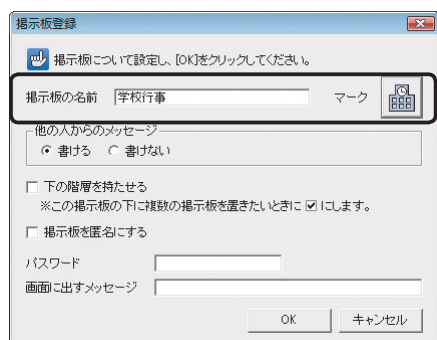 掲示板登録
掲示板について設定し、[OK]をクリックしてください。
掲示板の名前 学校行事 マーク
他の人からのメッセージ
書ける 書けない
下の階層を持たせる
※この掲示板の下に複数の掲示板を置きたいときに☑にします。
掲示板を匿名にする
パスワード
画面に出すメッセージ
OK キャンセル